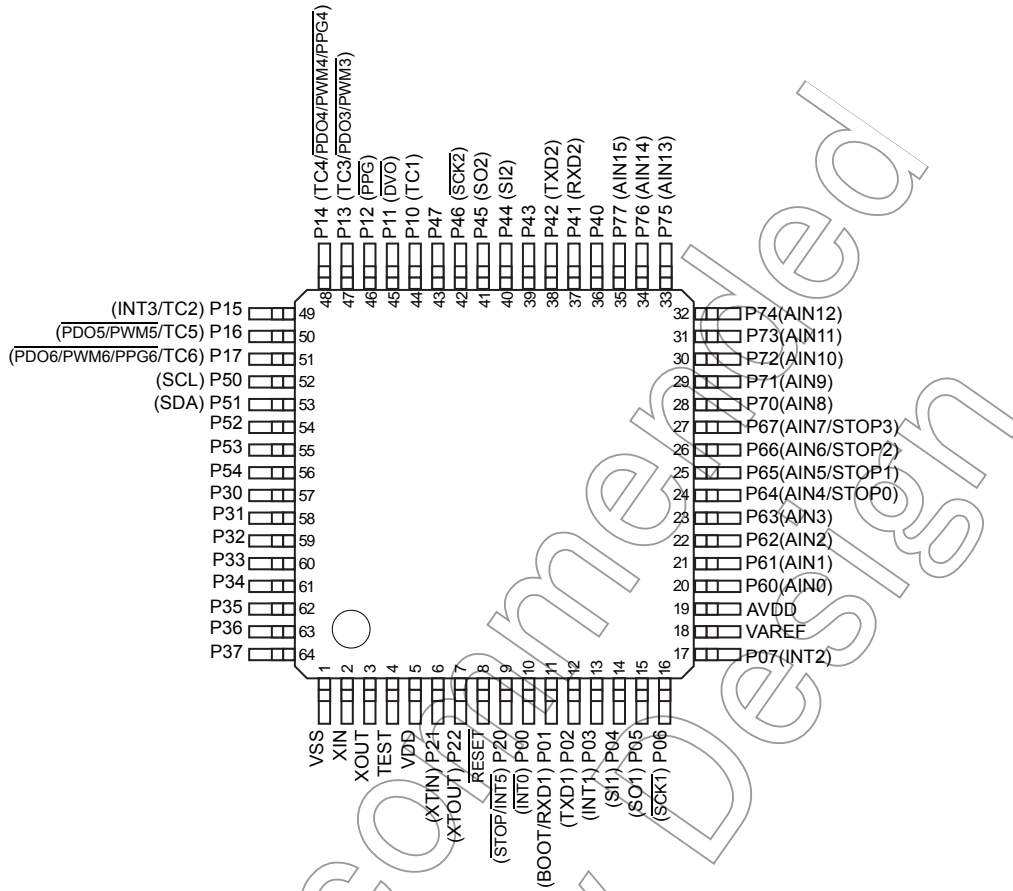 P14 (TC4/PDO4/PWM4/PPG4)
P13 (TC3/PDO3/PWM3)
P12 (PPG)
P11 (DVO)
P10 (TC1)
P47
P46 (SCK2)
P45 (SO2)
P44 (SI2)
P43
P42 (TXD2)
P41 (RXD2)
P40
P77 (AIN15)
P76 (AIN14)
P75 (AIN13)
48 47 46 45 44 43 42 41 40 39 38 37 36 35 34 33
(INT3/TC2) P15 49
(PDO5/PWM5/TC5) P16 50
(PDO6/PWM6/PPG6/TC6) P17 51
(SCL) P50 52
(SDA) P51 53
P52 54
P53 55
P54 56
P30 57
P31 58
P32 59
P33 60
P34 61
P35 62
P36 63
P37 64
32 P74(AIN12)
31 P73(AIN11)
30 P72(AIN10)
29 P71(AIN9)
28 P70(AIN8)
27 P67(AIN7/STOP3)
26 P66(AIN6/STOP2)
25 P65(AIN5/STOP1)
24 P64(AIN4/STOP0)
23 P63(AIN3)
22 P62(AIN2)
21 P61(AIN1)
20 P60(AIN0)
19 AVDD
18 VAREF
17 P07(INT2)
1 2 3 4 5 6 7 8 9 10 11 12 13 14 15 16
VSS
XIN
XOUT
TEST
VDD
(XTIN) P21
(XTOUT) P22
RESET
(STOP/INT5) P20
(INT0) P00
(BOOT/RXD1) P01
(TXD1) P02
(INT1) P03
(SI1) P04
(SO1) P05
(SCK1) P06
ommended
Design